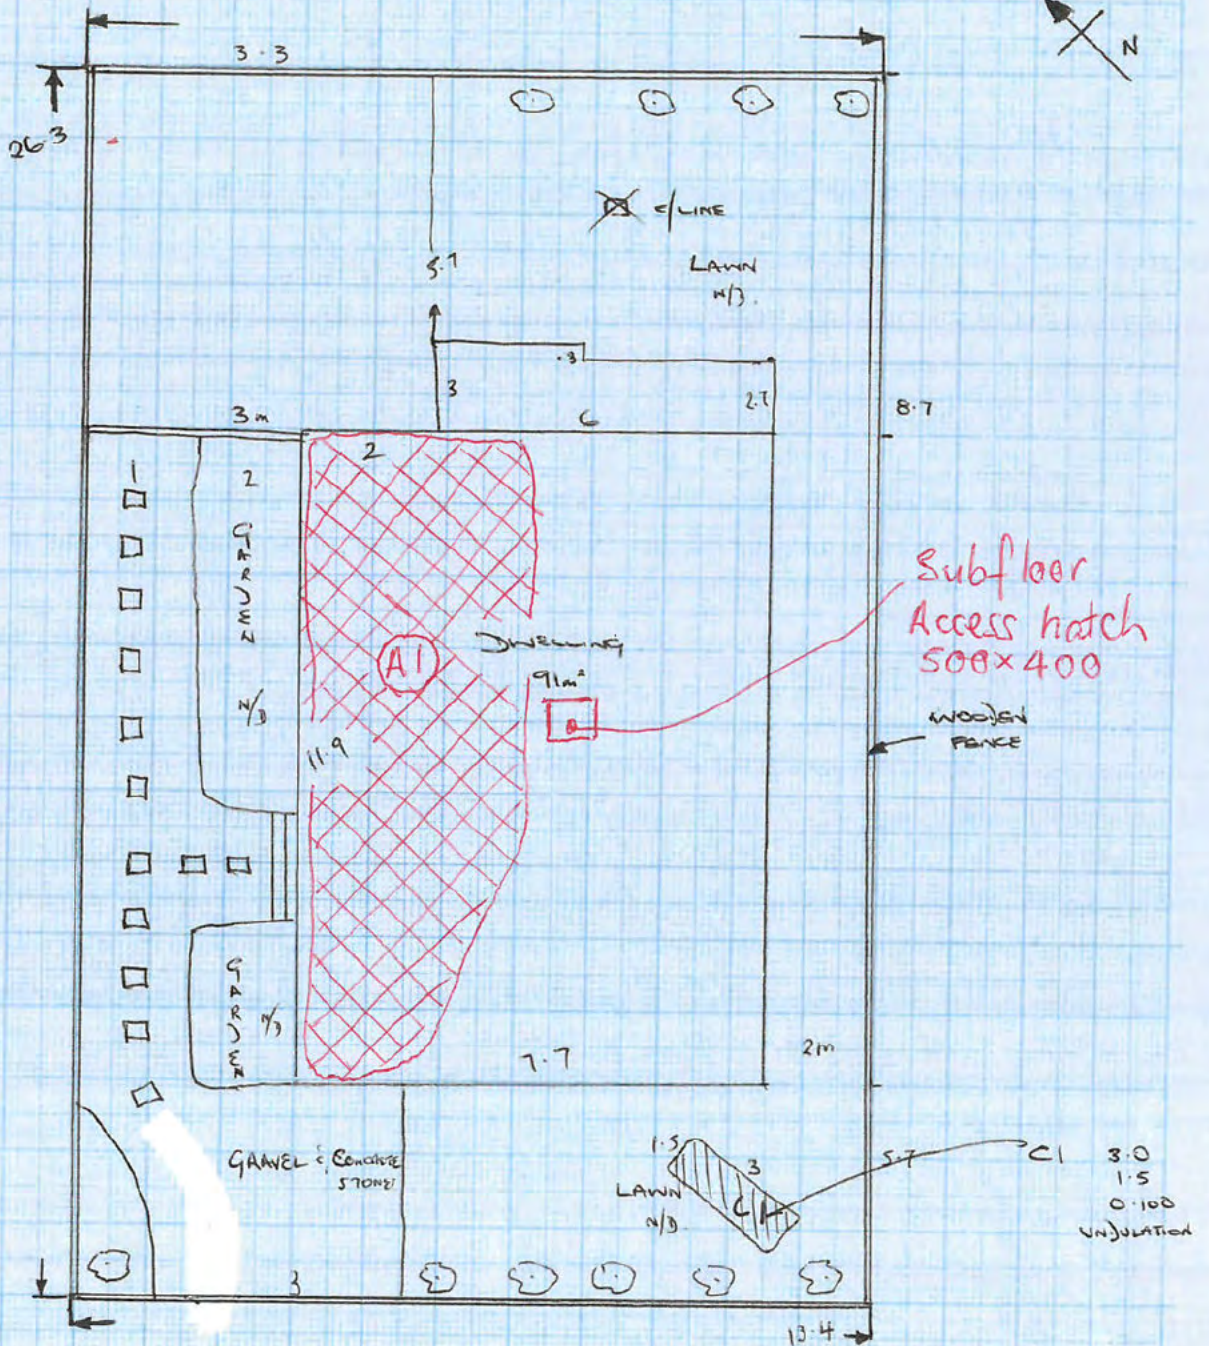 3.3
N
26.3
C/LINE
5.7
LAWN
N/D.
.3
3
2.7
8.7
3m
6
2
2
GARDEN
N/D
Subfloor
Access hatch
500×400
DWELLING
91m²
A1
WOODEN
FENCE
11.9
GARDEN
N/D
7.7
2m
GRAVEL & CONCRETE
STONE
1.5
3
LAWN
N/D.
C1
5.7
C1
3.0
1.5
0.100
UNDULATION
3
13.4